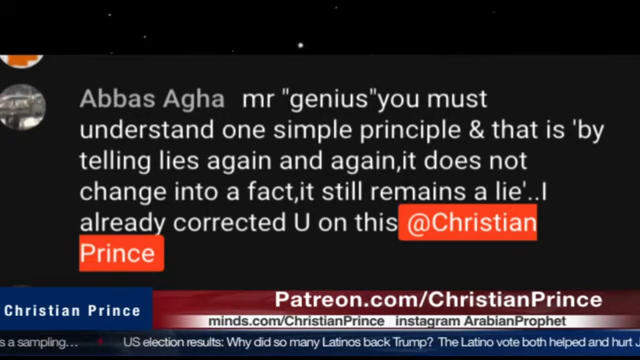 Abbas Agha mr "genius"you must
understand one simple principle & that is 'by
telling lies again and again,it does not
change into a fact,it still remains a lie'..I
already corrected U on this @Christian
Prince
Christian Prince
Patreon.com/ChristianPrince
minds.com/ChristianPrince instagram ArabianProphet
s a sampling... US election results: Why did so many Latinos back Trump? The Latino vote both helped and hurt